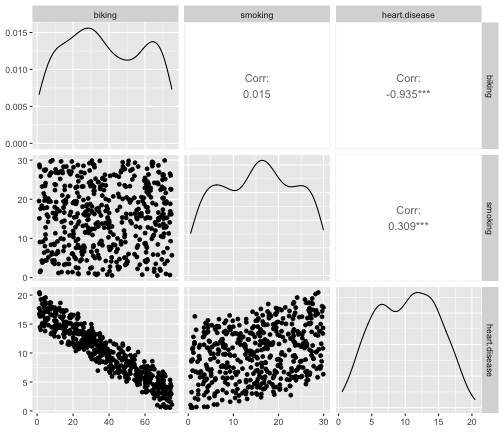 biking smoking heart.disease
0.015
0.010
0.005
0.000
Corr:
0.015
Corr:
-0.935***
biking
30
20
10
0
Corr:
0.309***
smoking
20
15
10
5
0
heart.disease
0 20 40 60 0 10 20 30 0 5 10 15 20